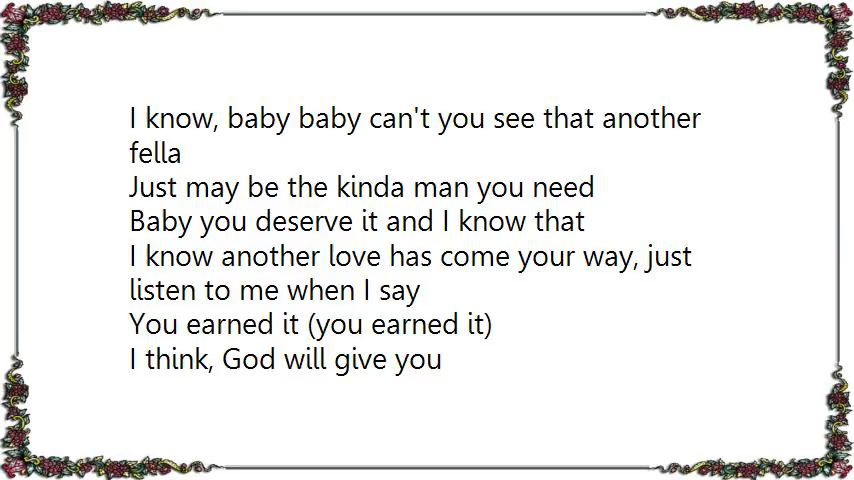 I know, baby baby can't you see that another
fella
Just may be the kinda man you need
Baby you deserve it and I know that
I know another love has come your way, just
listen to me when I say
You earned it (you earned it)
I think, God will give you